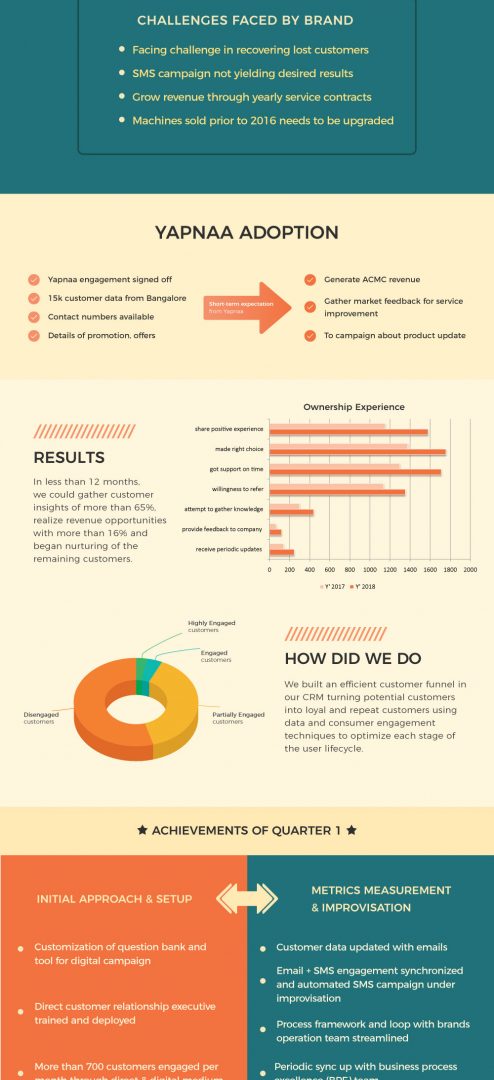 CHALLENGES FACED BY BRAND
Facing challenge in recovering lost customers
SMS campaign not yielding desired results
Grow revenue through yearly service contracts
Machines sold prior to 2016 needs to be upgraded
YAPNAA ADOPTION
Yapnaa engagement signed off
15k customer data from Bangalore
Contact numbers available
Details of promotion, offers
Short-term expectation
from Yapnaa
Generate ACMC revenue
Gather market feedback for service
improvement
To campaign about product update
RESULTS
In less than 12 months,
we could gather customer
insights of more than 65%,
realize revenue opportunities
with more than 16% and
began nurturing of the
remaining customers.
Ownership Experience
share positive experience
made right choice
got support on time
willingness to refer
attempt to gather knowledge
provide feedback to company
receive periodic updates
0 200 400 600 800 1000 1200 1400 1600 1800 2000
Y' 2017 Y' 2018
Highly Engaged
customers
Engaged
customers
Disengaged
customers
Partially Engaged
customers
HOW DID WE DO
We built an efficient customer funnel in
our CRM turning potential customers
into loyal and repeat customers using
data and consumer engagement
techniques to optimize each stage of
the user lifecycle.
ACHIEVEMENTS OF QUARTER 1
INITIAL APPROACH & SETUP
Customization of question bank and
tool for digital campaign
Direct customer relationship executive
trained and deployed
More than 700 customers engaged per
month through direct & digital medium
METRICS MEASUREMENT
& IMPROVISATION
Customer data updated with emails
Email + SMS engagement synchronized
and automated SMS campaign under
improvisation
Process framework and loop with brands
operation team streamlined
Periodic sync up with business process
excellence (BPE) team